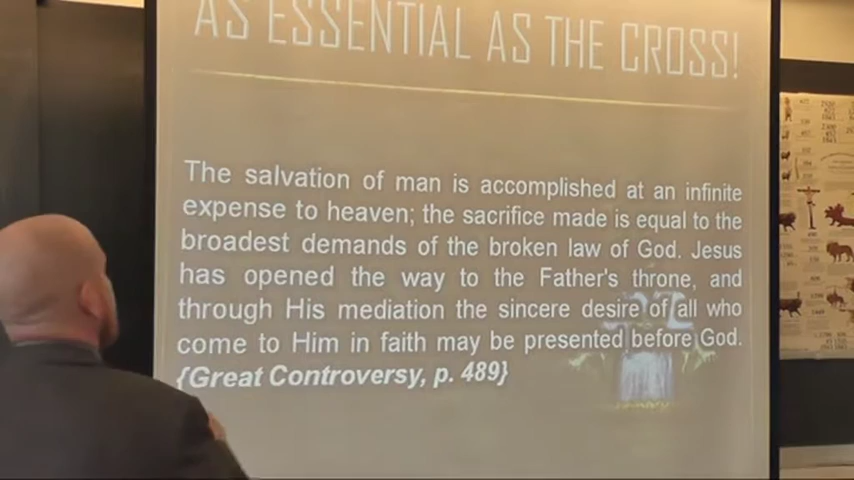 AS ESSENTIAL AS THE CROSS!
The salvation of man is accomplished at an infinite
expense to heaven; the sacrifice made is equal to the
broadest demands of the broken law of God. Jesus
has opened the way to the Father's throne, and
through His mediation the sincere desire of all who
come to Him in faith may be presented before God.
{Great Controversy, p. 489}